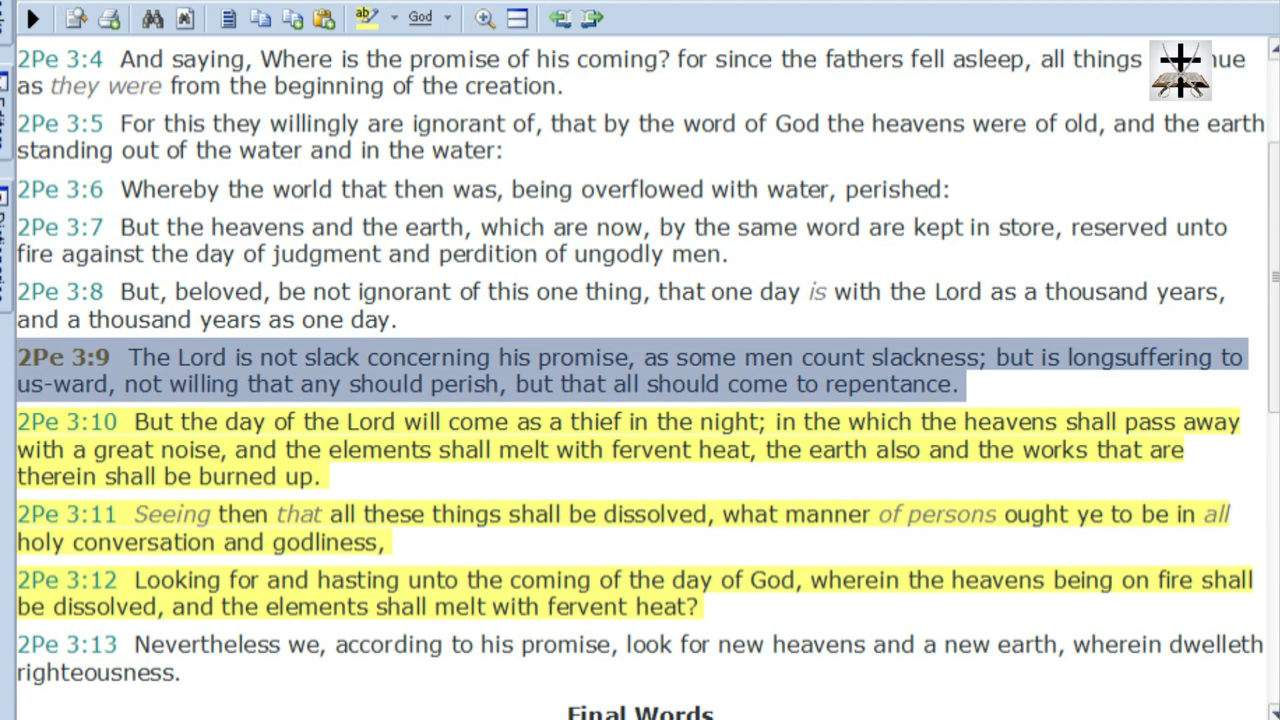 God
2Pe 3:4 And saying, Where is the promise of his coming? for since the fathers fell asleep, all things nue
as they were from the beginning of the creation.
2Pe 3:5 For this they willingly are ignorant of, that by the word of God the heavens were of old, and the earth
standing out of the water and in the water:
2Pe 3:6 Whereby the world that then was, being overflowed with water, perished:
2Pe 3:7 But the heavens and the earth, which are now, by the same word are kept in store, reserved unto
fire against the day of judgment and perdition of ungodly men.
2Pe 3:8 But, beloved, be not ignorant of this one thing, that one day is with the Lord as a thousand years,
and a thousand years as one day.
2Pe 3:9 The Lord is not slack concerning his promise, as some men count slackness; but is longsuffering to
us-ward, not willing that any should perish, but that all should come to repentance.
2Pe 3:10 But the day of the Lord will come as a thief in the night; in the which the heavens shall pass away
with a great noise, and the elements shall melt with fervent heat, the earth also and the works that are
therein shall be burned up.
2Pe 3:11 Seeing then that all these things shall be dissolved, what manner of persons ought ye to be in all
holy conversation and godliness,
2Pe 3:12 Looking for and hasting unto the coming of the day of God, wherein the heavens being on fire shall
be dissolved, and the elements shall melt with fervent heat?
2Pe 3:13 Nevertheless we, according to his promise, look for new heavens and a new earth, wherein dwelleth
righteousness.
Final Words